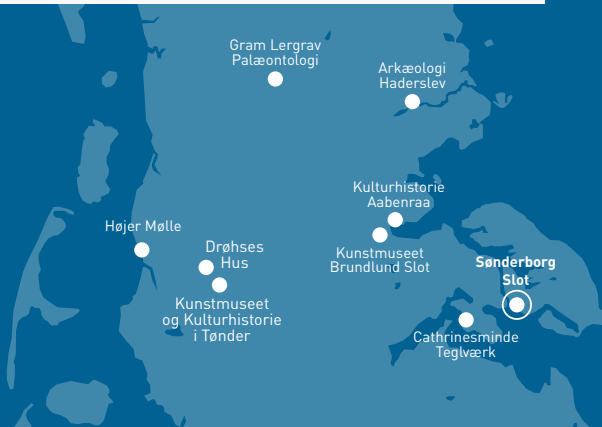 Gram Lergrav
Palæontologi
Arkæologi
Haderslev
Kulturhistorie
Aabenraa
Højer Mølle
Drøhses
Hus
Kunstmuseet
Brundlund Slot
Sønderborg
Slot
Kunstmuseet
og Kulturhistorie
i Tønder
Cathrinesminde
Teglværk